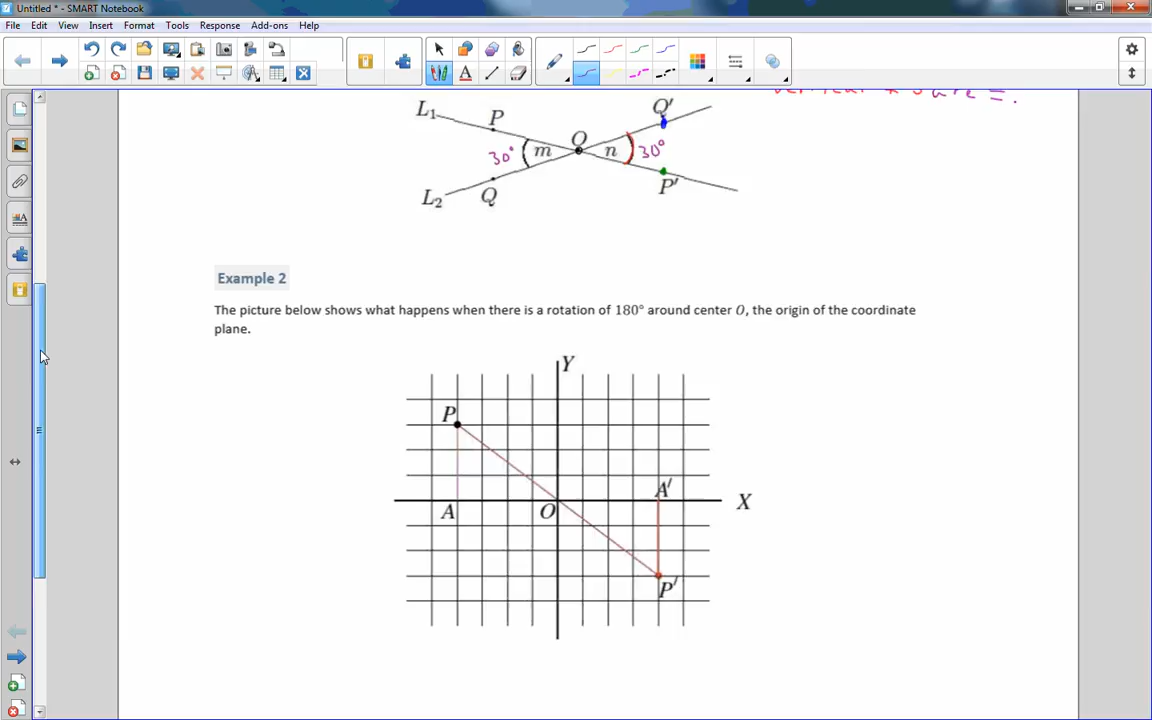 Untitled * - SMART Notebook
File Edit View Insert Format Tools Response Add-ons Help
vertical are ≅.
L1 P O Q'
30° m n 30°
L2 Q P'
Example 2
The picture below shows what happens when there is a rotation of 180° around center O, the origin of the coordinate
plane.
Y
P
A O A' X
P'